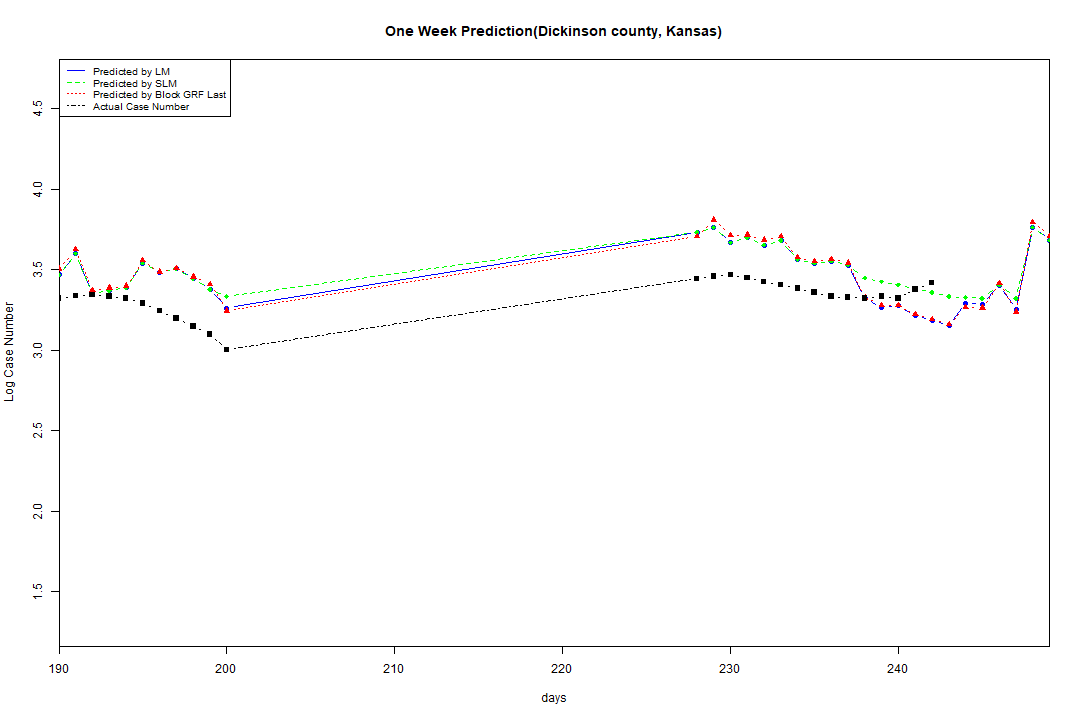 One Week Prediction(Dickinson county, Kansas)
Predicted by LM
Predicted by SLM
Predicted by Block GRF Last
Actual Case Number
4.5
4.0
3.5
3.0
2.5
2.0
1.5
Log Case Number
190
200
210
220
230
240
days